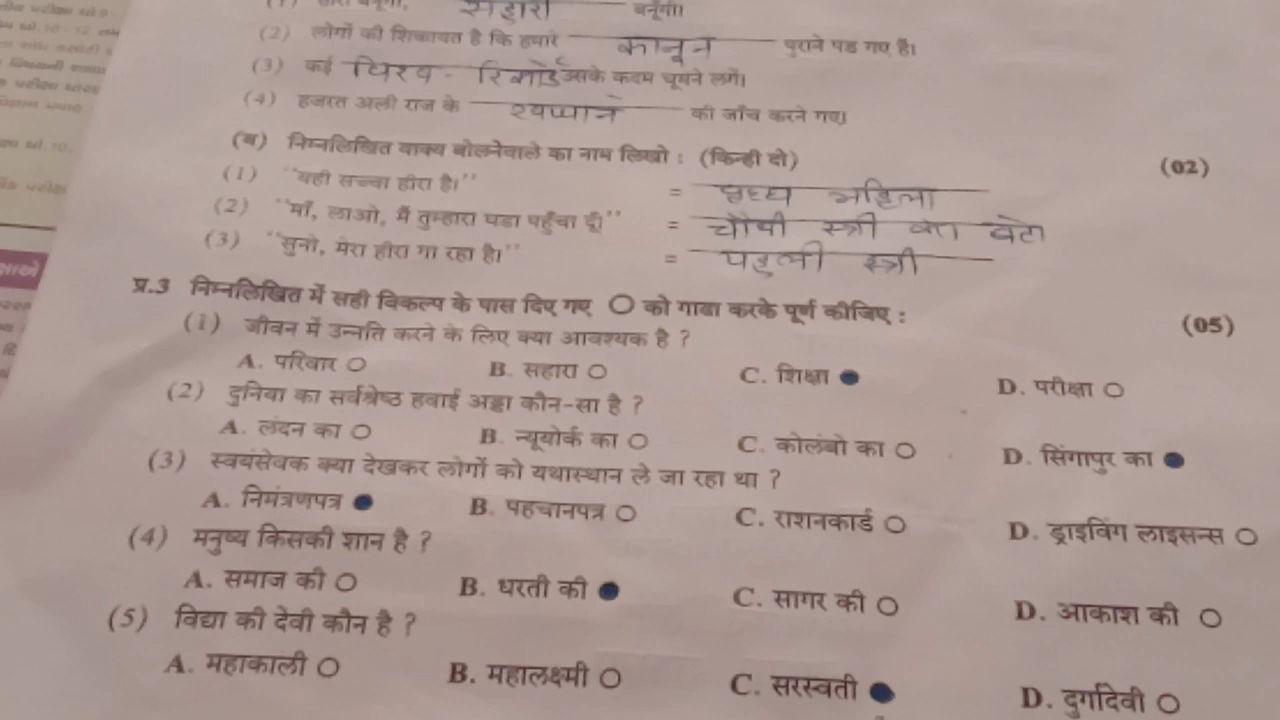 (2) लोगों की शिकायत है कि हमारे कानून पुराने पड गए हैं।
(3) कई विश्व - रिकार्ड उसके कदम चूमने लगे।
(4) हजरत अली राज के की जाँच करने गए।
(ब) निम्नलिखित वाक्य बोलनेवाले का नाम लिखो : (किन्ही दो) (02)
(1) "यही सच्चा हीरा है।" = महिला
(2) "माँ, लाओ, मैं तुम्हारा घडा पहुँचा दूँ।" = चौथी स्त्री का बेटा
(3) "सुनो, मेरा हीरा गा रहा है।" = पहली स्त्री
प्र.3 निम्नलिखित में सही विकल्प के पास दिए गए ○ को गाढा करके पूर्ण कीजिए : (05)
(1) जीवन में उन्नति करने के लिए क्या आवश्यक है ?
A. परिवार ○ B. सहारा ○ C. शिक्षा ● D. परीक्षा ○
(2) दुनिया का सर्वश्रेष्ठ हवाई अड्डा कौन-सा है ?
A. लंदन का ○ B. न्यूयोर्क का ○ C. कोलंबो का ○ D. सिंगापुर का ●
(3) स्वयंसेवक क्या देखकर लोगों को यथास्थान ले जा रहा था ?
A. निमंत्रणपत्र ● B. पहचानपत्र ○ C. राशनकार्ड ○ D. ड्राइविंग लाइसन्स ○
(4) मनुष्य किसकी शान है ?
A. समाज की ○ B. धरती की ● C. सागर की ○ D. आकाश की ○
(5) विद्या की देवी कौन है ?
A. महाकाली ○ B. महालक्ष्मी ○ C. सरस्वती ● D. दुर्गादेवी ○